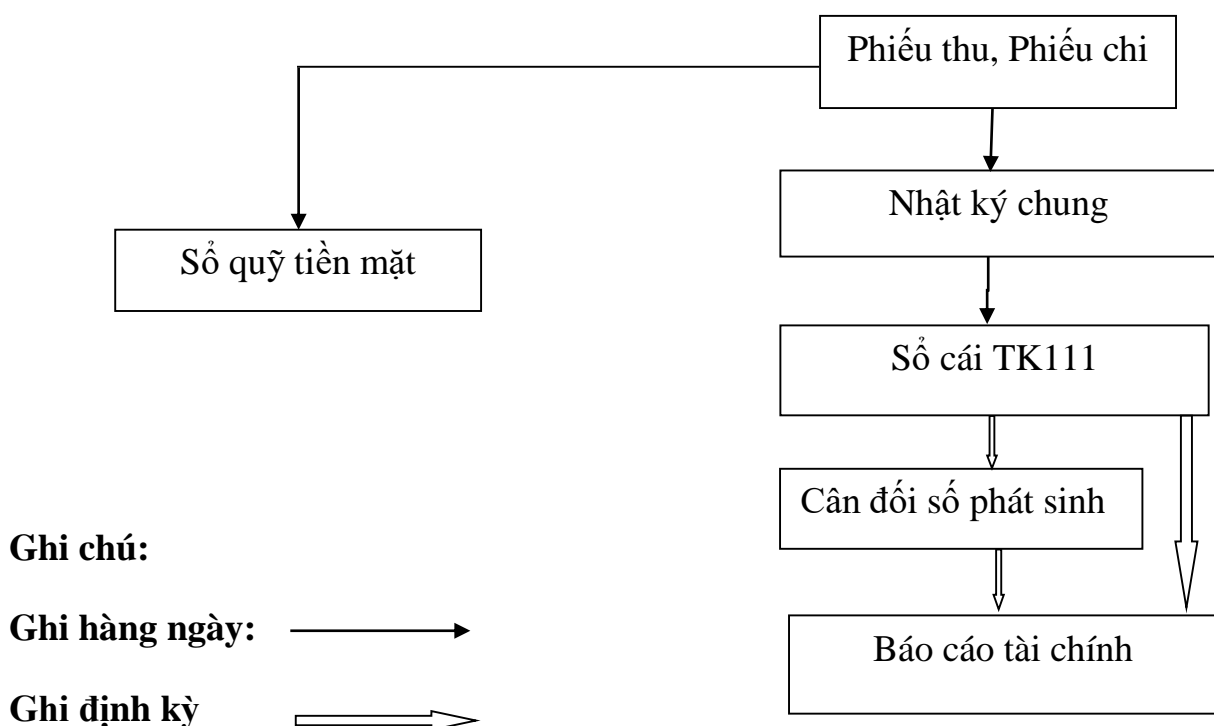 Phiếu thu, Phiếu chi
Nhật ký chung
Sổ quỹ tiền mặt
Sổ cái TK111
Cân đối số phát sinh
Ghi chú:
Ghi hàng ngày:
Báo cáo tài chính
Ghi định kỳ